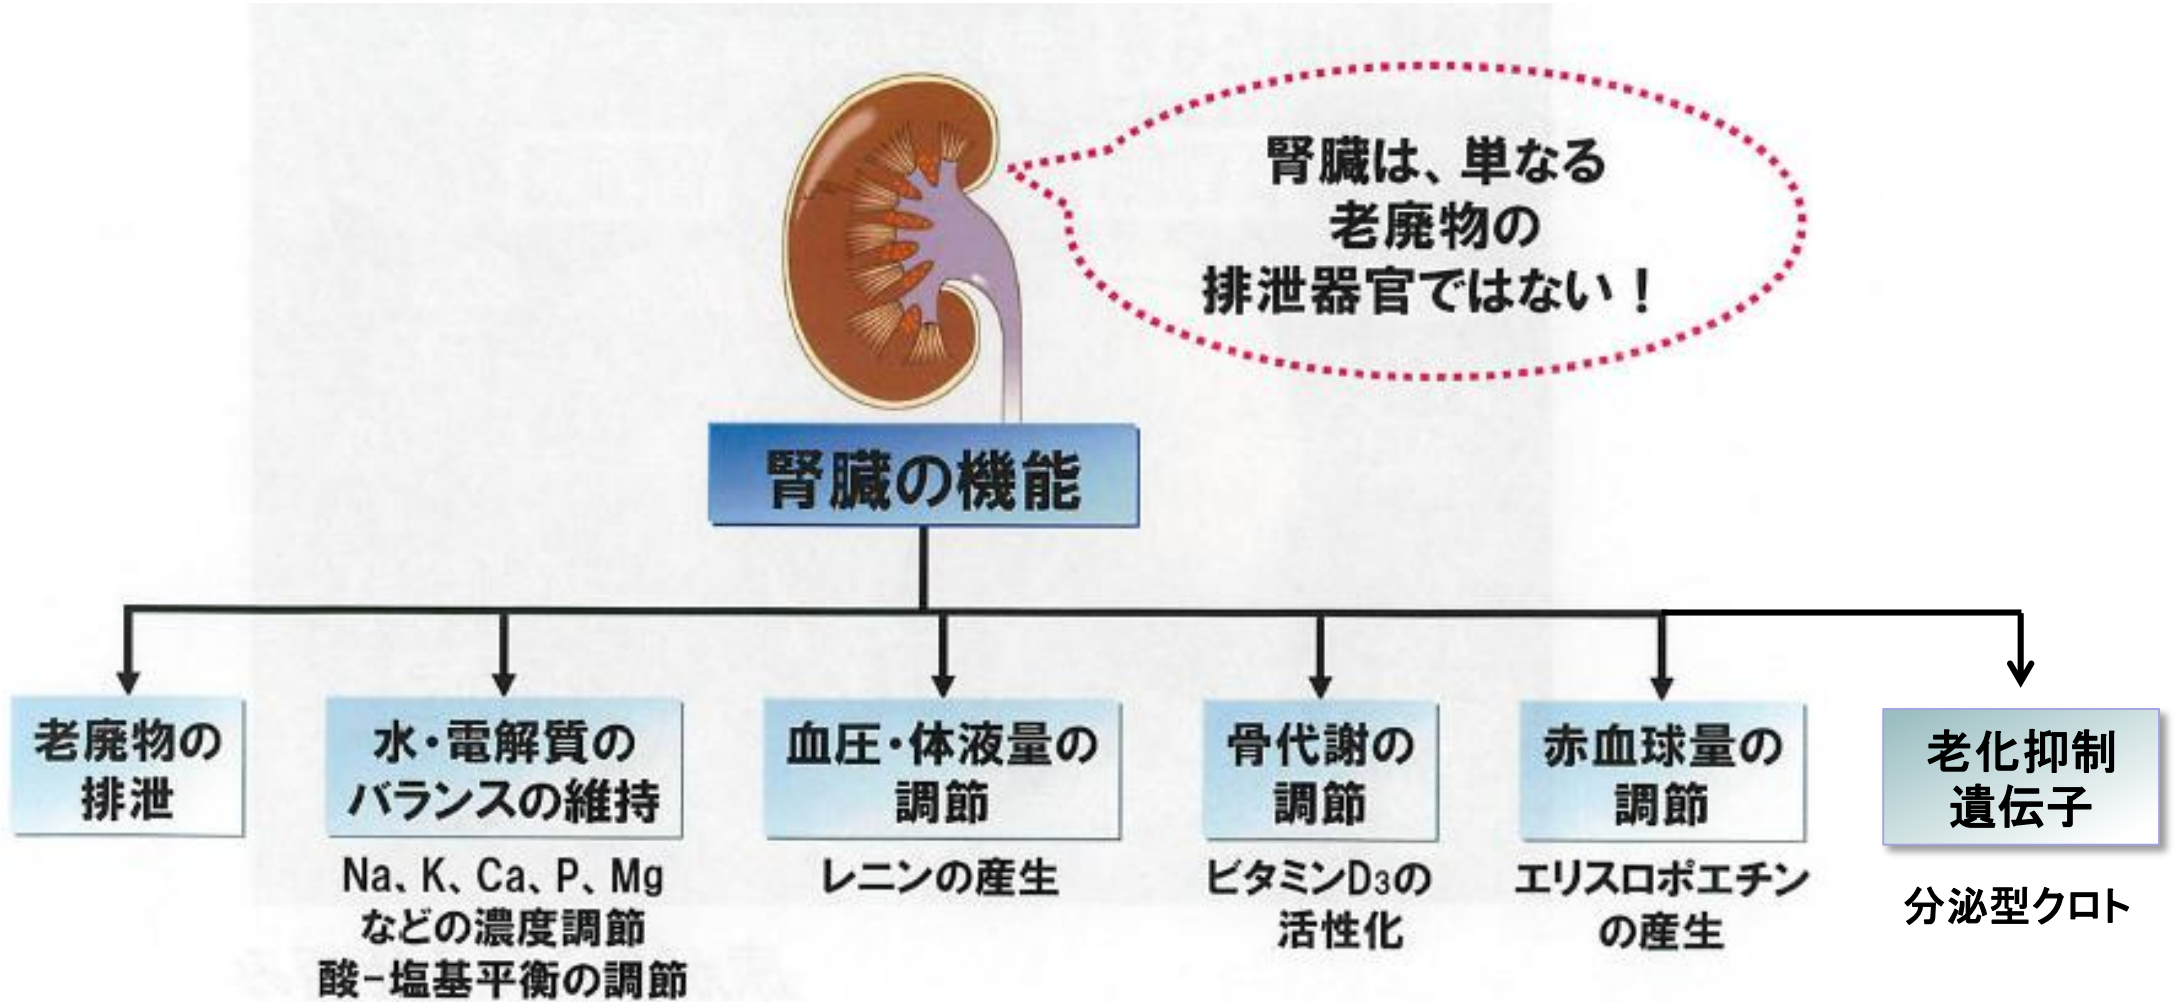 腎臓は、単なる
老廃物の
排泄器官ではない！
腎臓の機能
老廃物の
排泄
水・電解質の
バランスの維持
Na、K、Ca、P、Mg
などの濃度調節
酸-塩基平衡の調節
血圧・体液量の
調節
レニンの産生
骨代謝の
調節
ビタミンD₃の
活性化
赤血球量の
調節
エリスロポエチン
の産生
老化抑制
遺伝子
分泌型クロト